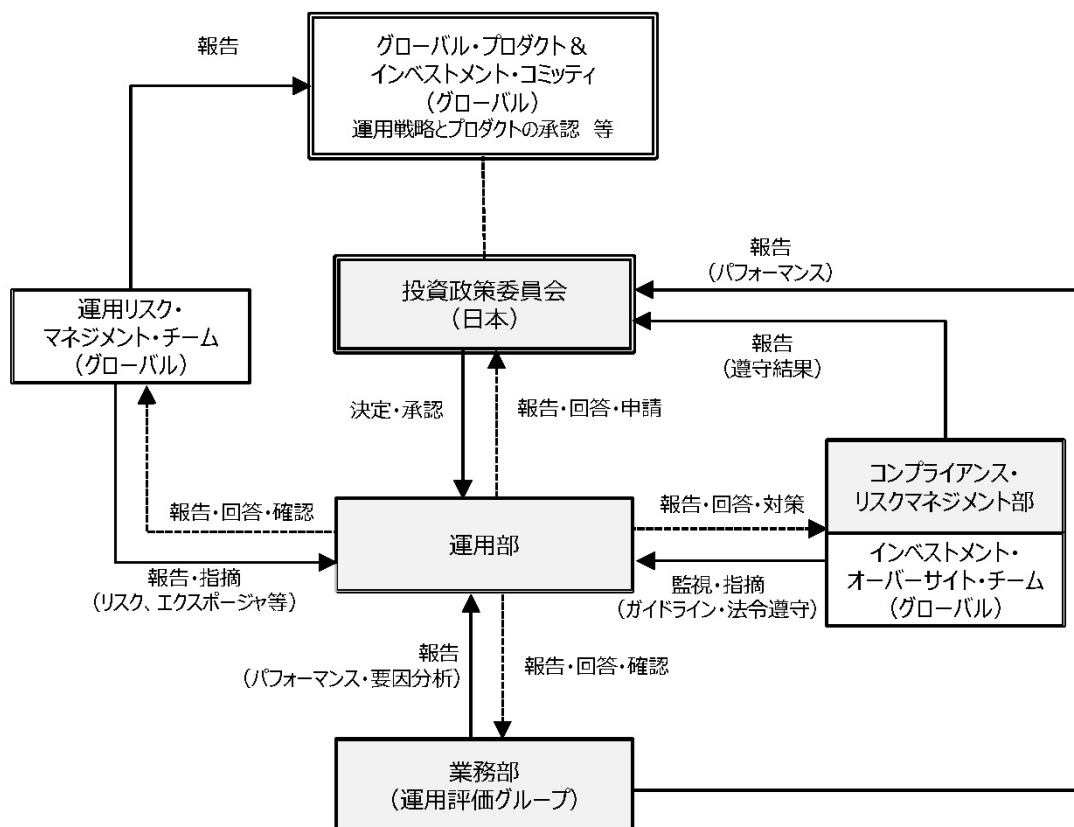 報告
グローバル・プロダクト＆
インベストメント・コミッティ
（グローバル）
運用戦略とプロダクトの承認 等
報告
（パフォーマンス）
投資政策委員会
（日本）
運用リスク・
マネジメント・チーム
（グローバル）
報告
（遵守結果）
決定・承認
報告・回答・申請
コンプライアンス・
リスクマネジメント部
報告・回答・確認
運用部
報告・回答・対策
インベストメント・
オーバーサイト・チーム
（グローバル）
報告・指摘
（リスク、エクスポージャ等）
監視・指摘
（ガイドライン・法令遵守）
報告
（パフォーマンス・要因分析）
報告・回答・確認
業務部
（運用評価グループ）